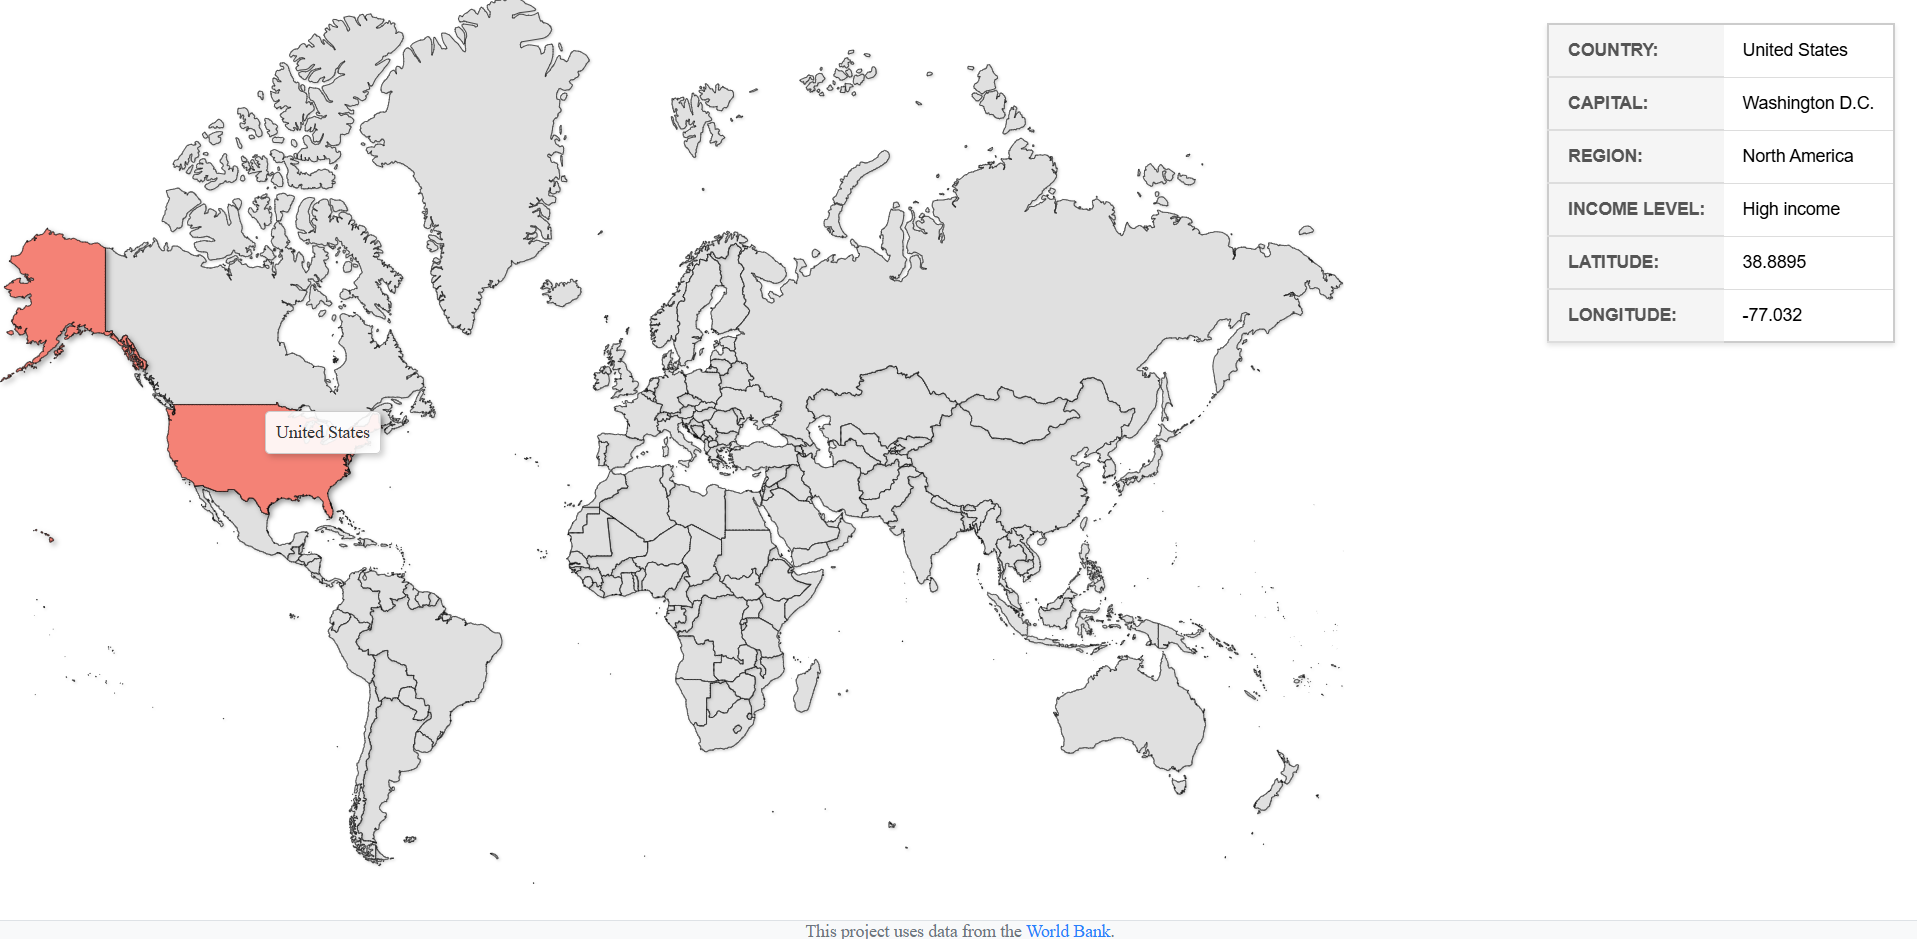 COUNTRY: United States
CAPITAL: Washington D.C.
REGION: North America
INCOME LEVEL: High income
LATITUDE: 38.8895
LONGITUDE: -77.032
United States
This project uses data from the World Bank.